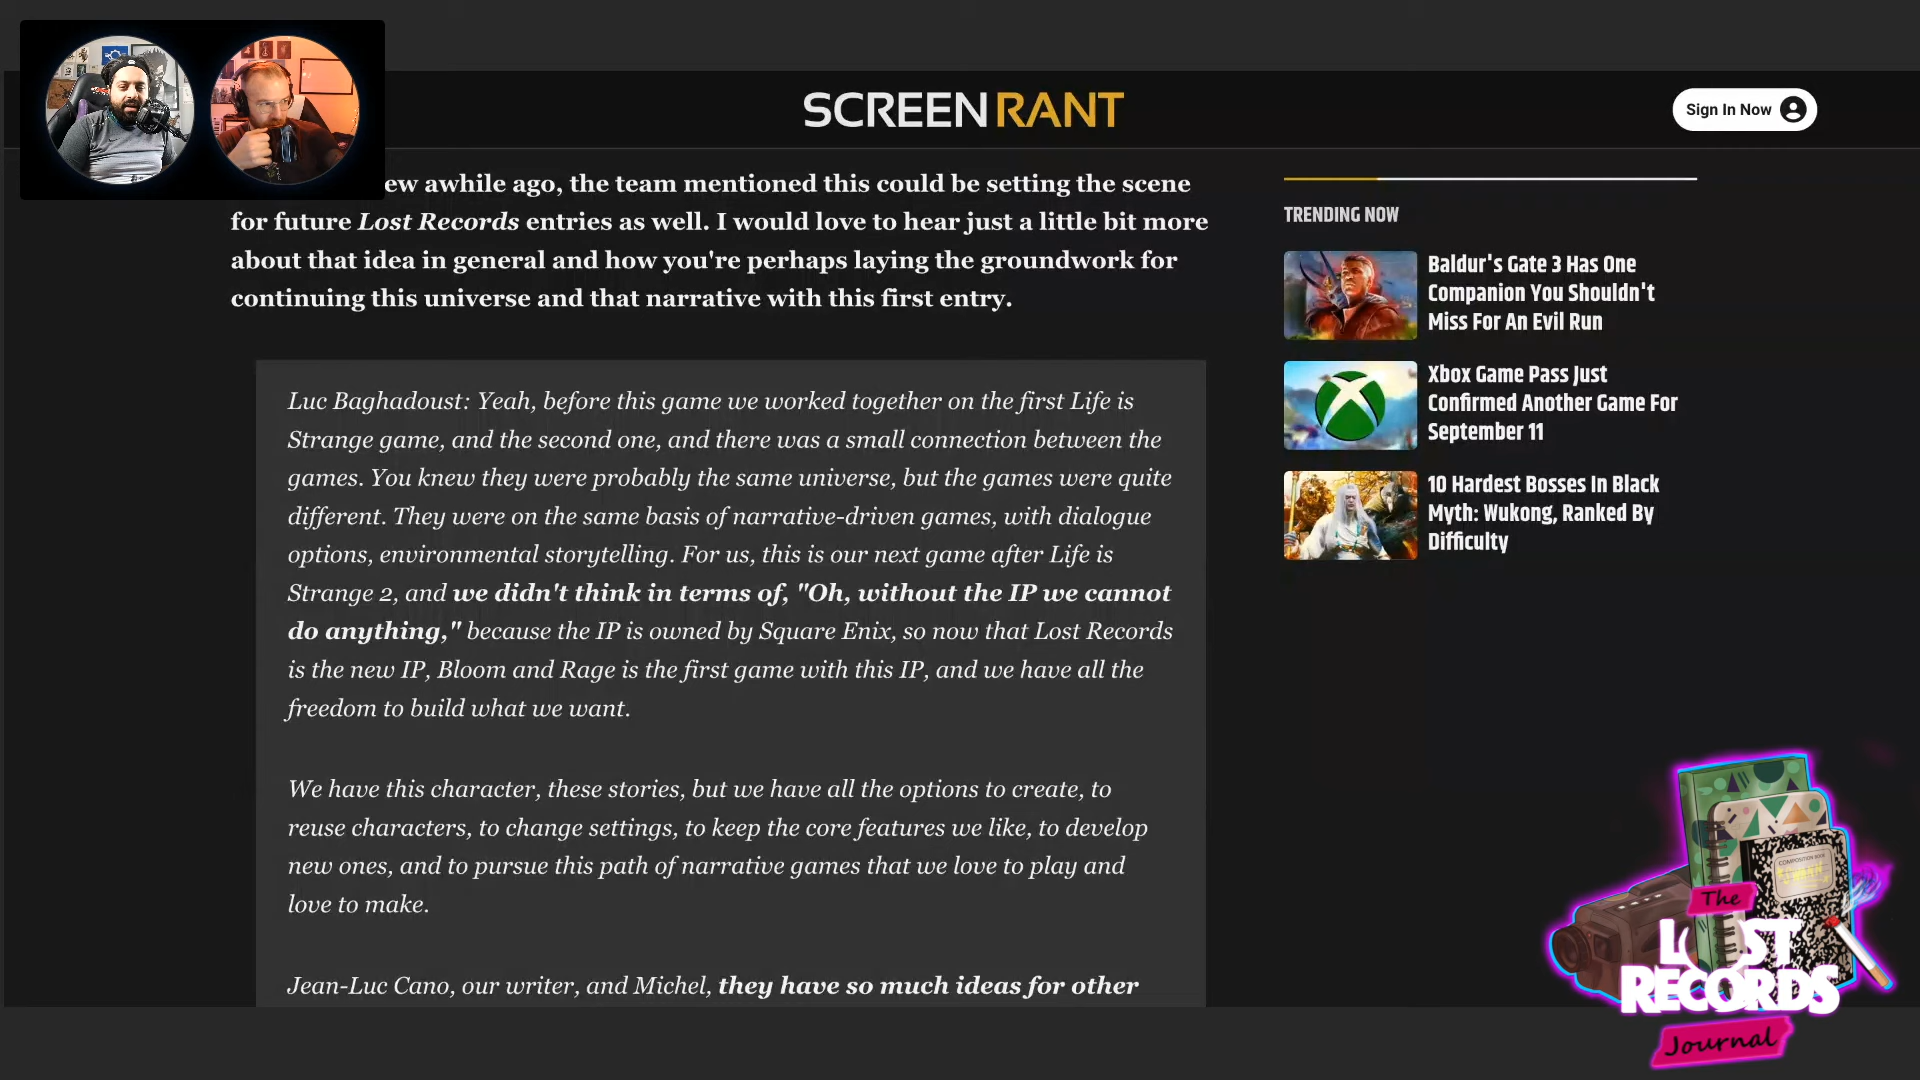 SCREENRANT
Sign In Now
ew awhile ago, the team mentioned this could be setting the scene
for future Lost Records entries as well. I would love to hear just a little bit more
about that idea in general and how you're perhaps laying the groundwork for
continuing this universe and that narrative with this first entry.
Luc Baghadoust: Yeah, before this game we worked together on the first Life is
Strange game, and the second one, and there was a small connection between the
games. You knew they were probably the same universe, but the games were quite
different. They were on the same basis of narrative-driven games, with dialogue
options, environmental storytelling. For us, this is our next game after Life is
Strange 2, and we didn't think in terms of, "Oh, without the IP we cannot
do anything," because the IP is owned by Square Enix, so now that Lost Records
is the new IP, Bloom and Rage is the first game with this IP, and we have all the
freedom to build what we want.
We have this character, these stories, but we have all the options to create, to
reuse characters, to change settings, to keep the core features we like, to develop
new ones, and to pursue this path of narrative games that we love to play and
love to make.
Jean-Luc Cano, our writer, and Michel, they have so much ideas for other
TRENDING NOW
Baldur's Gate 3 Has One
Companion You Shouldn't
Miss For An Evil Run
Xbox Game Pass Just
Confirmed Another Game For
September 11
10 Hardest Bosses In Black
Myth: Wukong, Ranked By
Difficulty
COMPOSITION BOOK
The
LOST
RECORDS
Journal